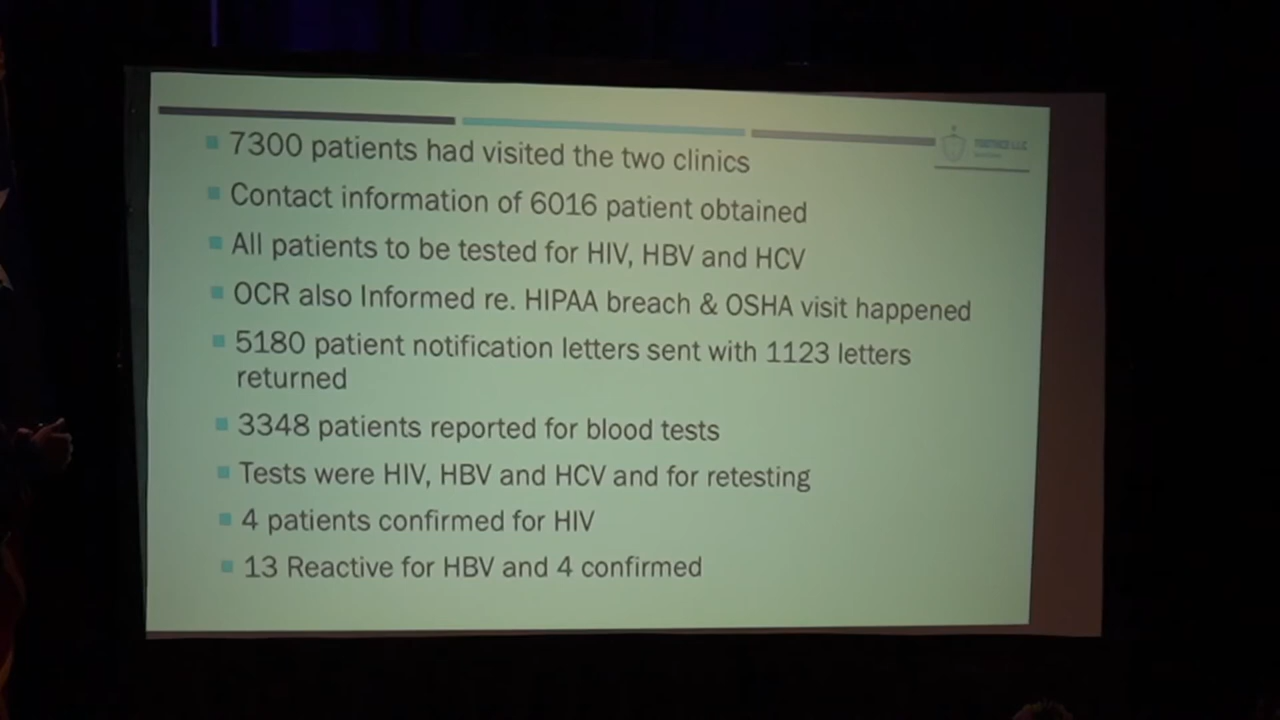 7300 patients had visited the two clinics
Contact information of 6016 patient obtained
All patients to be tested for HIV, HBV and HCV
OCR also Informed re. HIPAA breach & OSHA visit happened
5180 patient notification letters sent with 1123 letters
returned
3348 patients reported for blood tests
Tests were HIV, HBV and HCV and for retesting
4 patients confirmed for HIV
13 Reactive for HBV and 4 confirmed